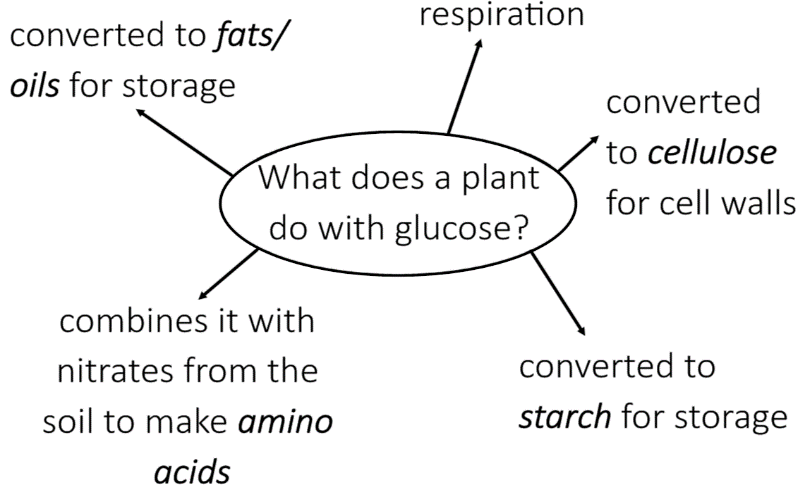 respiration
converted to fats/
oils for storage
converted
to cellulose
for cell walls
What does a plant
do with glucose?
combines it with
nitrates from the
soil to make amino
acids
converted to
starch for storage